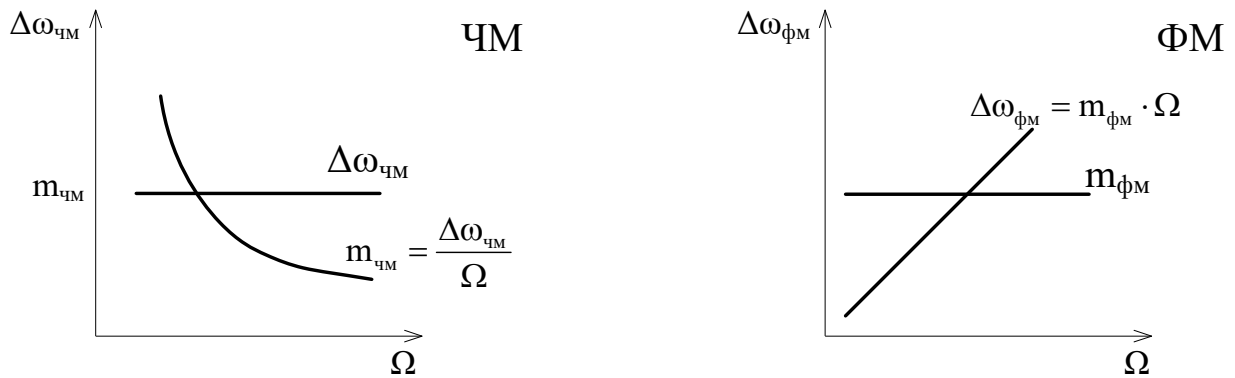 Δω_чм
ЧМ
Δω_чм
m_чм
m_чм = Δω_чм / Ω
Ω
Δω_фм
ФМ
Δω_фм = m_фм · Ω
m_фм
Ω